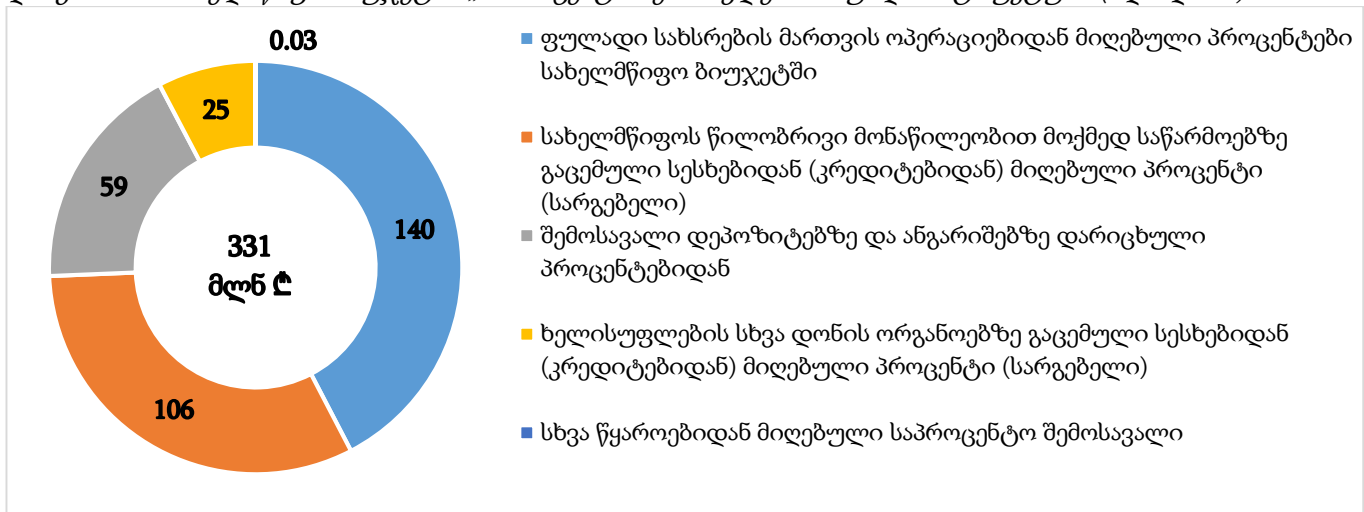 0.03
25
59
140
331
მლნ ₾
106
ფულადი სახსრების მართვის ოპერაციებიდან მიღებული პროცენტები
სახელმწიფო ბიუჯეტში
სახელმწიფოს წილობრივი მონაწილეობით მოქმედ საწარმოებზე
გაცემული სესხებიდან (კრედიტებიდან) მიღებული პროცენტი
(სარგებელი)
შემოსავალი დეპოზიტებზე და ანგარიშებზე დარიცხული
პროცენტებიდან
ხელისუფლების სხვა დონის ორგანოებზე გაცემული სესხებიდან
(კრედიტებიდან) მიღებული პროცენტი (სარგებელი)
სხვა წყაროებიდან მიღებული საპროცენტო შემოსავალი